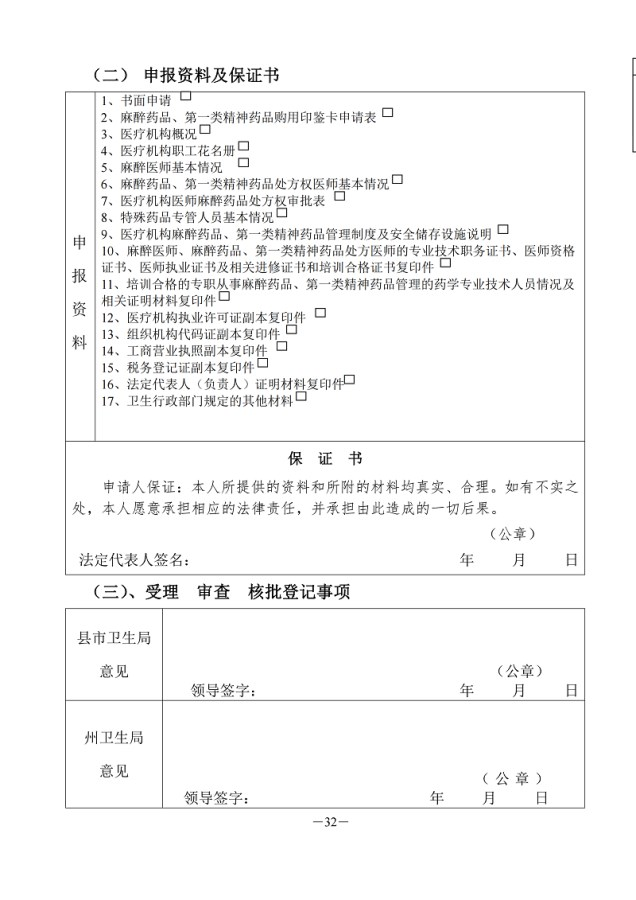 （二） 申报资料及保证书
1、书面申请 □
2、麻醉药品、第一类精神药品购用印鉴卡申请表 □
3、医疗机构概况□
4、医疗机构职工花名册□
5、麻醉医师基本情况 □
6、麻醉药品、第一类精神药品处方权医师基本情况□
7、医疗机构医师麻醉药品处方权审批表 □
8、特殊药品专管人员基本情况□
9、医疗机构麻醉药品、第一类精神药品管理制度及安全储存设施说明 □
10、麻醉医师、麻醉药品、第一类精神药品处方医师的专业技术职务证书、医师资格
证书、医师执业证书及相关进修证书和培训合格证书复印件 □
11、培训合格的专职从事麻醉药品、第一类精神药品管理的药学专业技术人员情况及
相关证明材料复印件□
12、医疗机构执业许可证副本复印件 □
13、组织机构代码证副本复印件 □
14、工商营业执照副本复印件 □
15、税务登记证副本复印件□
16、法定代表人（负责人）证明材料复印件□
17、卫生行政部门规定的其他材料□
申
报
资
料
保 证 书
申请人保证：本人所提供的资料和所附的材料均真实、合理。如有不实之
处，本人愿意承担相应的法律责任，并承担由此造成的一切后果。
（公章）
法定代表人签名： 年 月 日
（三）、受理 审查 核批登记事项
县市卫生局
意见
（公章）
领导签字： 年 月 日
州卫生局
意见
（ 公 章 ）
领导签字： 年 月 日
－32－